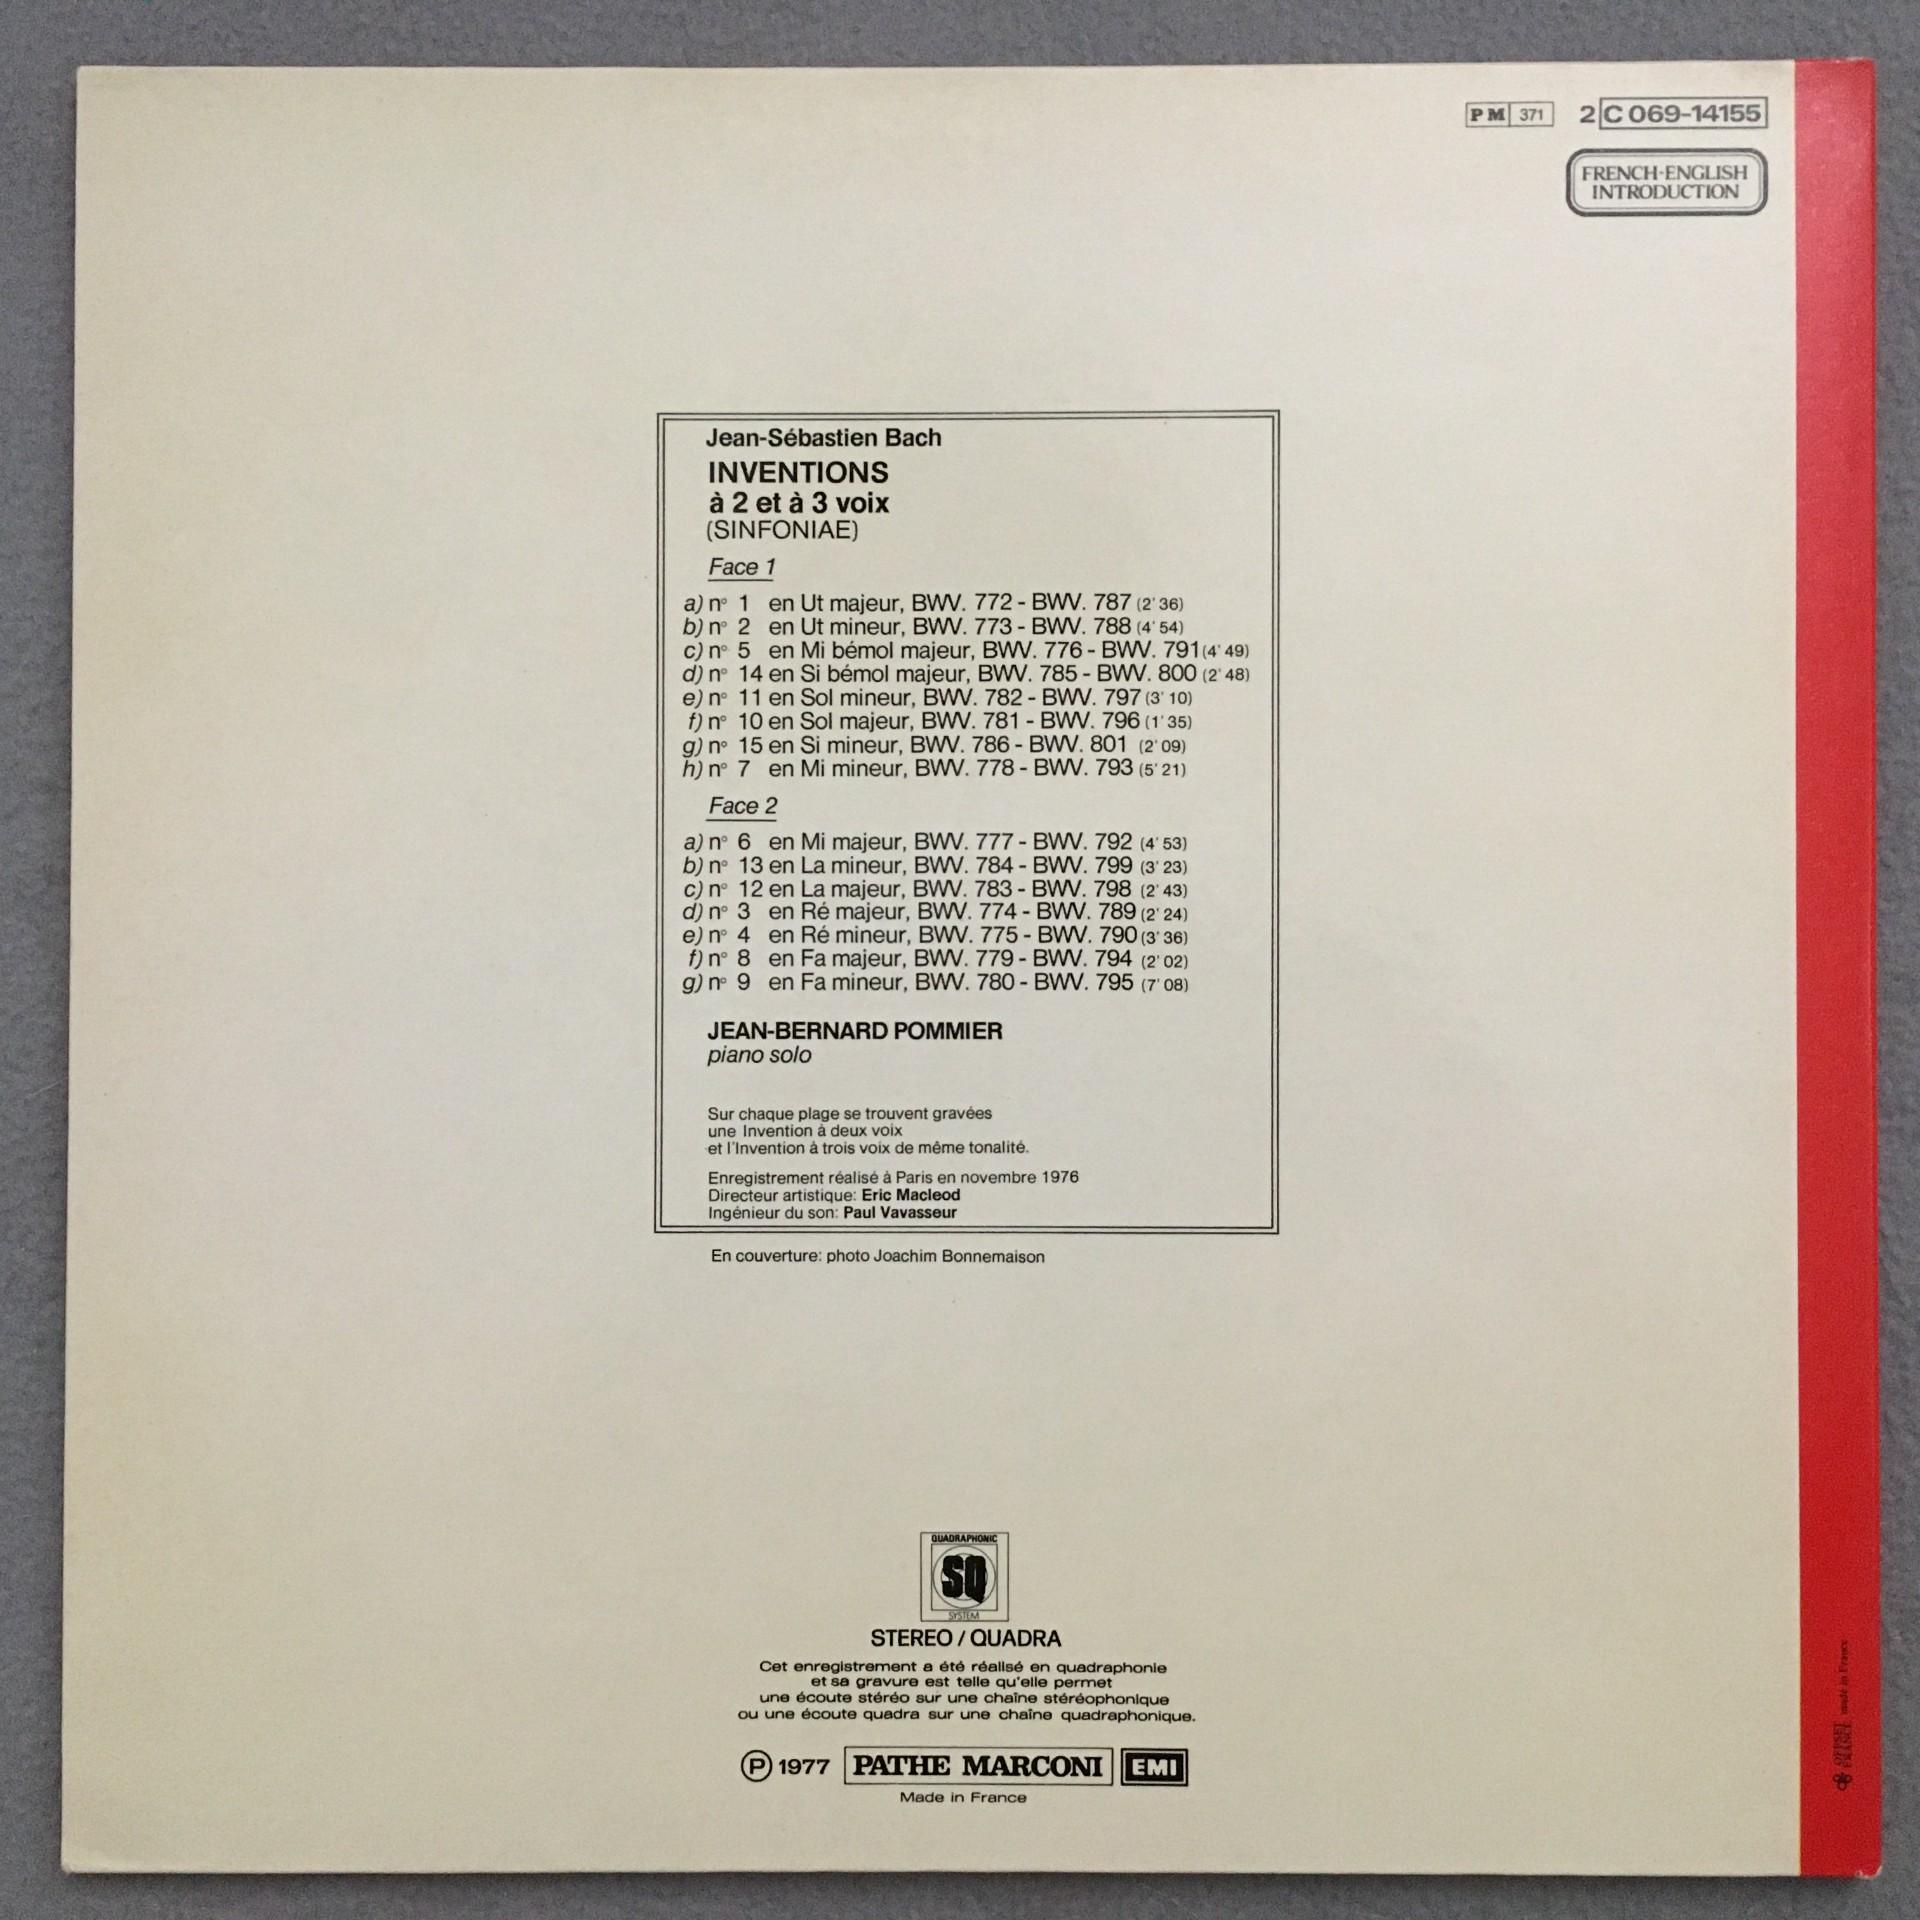 PM 371 2 C 069-14155
FRENCH-ENGLISH
INTRODUCTION
Jean-Sébastien Bach
INVENTIONS
à 2 et à 3 voix
(SINFONIAE)
Face 1
a) n° 1 en Ut majeur, BWV. 772 - BWV. 787 (2' 36)
b) n° 2 en Ut mineur, BWV. 773 - BWV. 788 (4' 54)
c) n° 5 en Mi bémol majeur, BWV. 776 - BWV. 791 (4' 49)
d) n° 14 en Si bémol majeur, BWV. 785 - BWV. 800 (2' 48)
e) n° 11 en Sol mineur, BWV. 782 - BWV. 797 (3' 10)
f) n° 10 en Sol majeur, BWV. 781 - BWV. 796 (1' 35)
g) n° 15 en Si mineur, BWV. 786 - BWV. 801 (2' 09)
h) n° 7 en Mi mineur, BWV. 778 - BWV. 793 (5' 21)
Face 2
a) n° 6 en Mi majeur, BWV. 777 - BWV. 792 (4' 53)
b) n° 13 en La mineur, BWV. 784 - BWV. 799 (3' 23)
c) n° 12 en La majeur, BWV. 783 - BWV. 798 (2' 43)
d) n° 3 en Ré majeur, BWV. 774 - BWV. 789 (2' 24)
e) n° 4 en Ré mineur, BWV. 775 - BWV. 790 (3' 36)
f) n° 8 en Fa majeur, BWV. 779 - BWV. 794 (2' 02)
g) n° 9 en Fa mineur, BWV. 780 - BWV. 795 (7' 08)
JEAN-BERNARD POMMIER
piano solo
Sur chaque plage se trouvent gravées
une Invention à deux voix
et l'Invention à trois voix de même tonalité.
Enregistrement réalisé à Paris en novembre 1976
Directeur artistique: Eric Macleod
Ingénieur du son: Paul Vavasseur
En couverture: photo Joachim Bonnemaison
QUADRAPHONIC
SQ
SYSTEM
STEREO / QUADRA
Cet enregistrement a été réalisé en quadraphonie
et sa gravure est telle qu'elle permet
une écoute stéréo sur une chaîne stéréophonique
ou une écoute quadra sur une chaîne quadraphonique.
℗ 1977 PATHE MARCONI EMI
Made in France
OFFSET FRANCE made in France